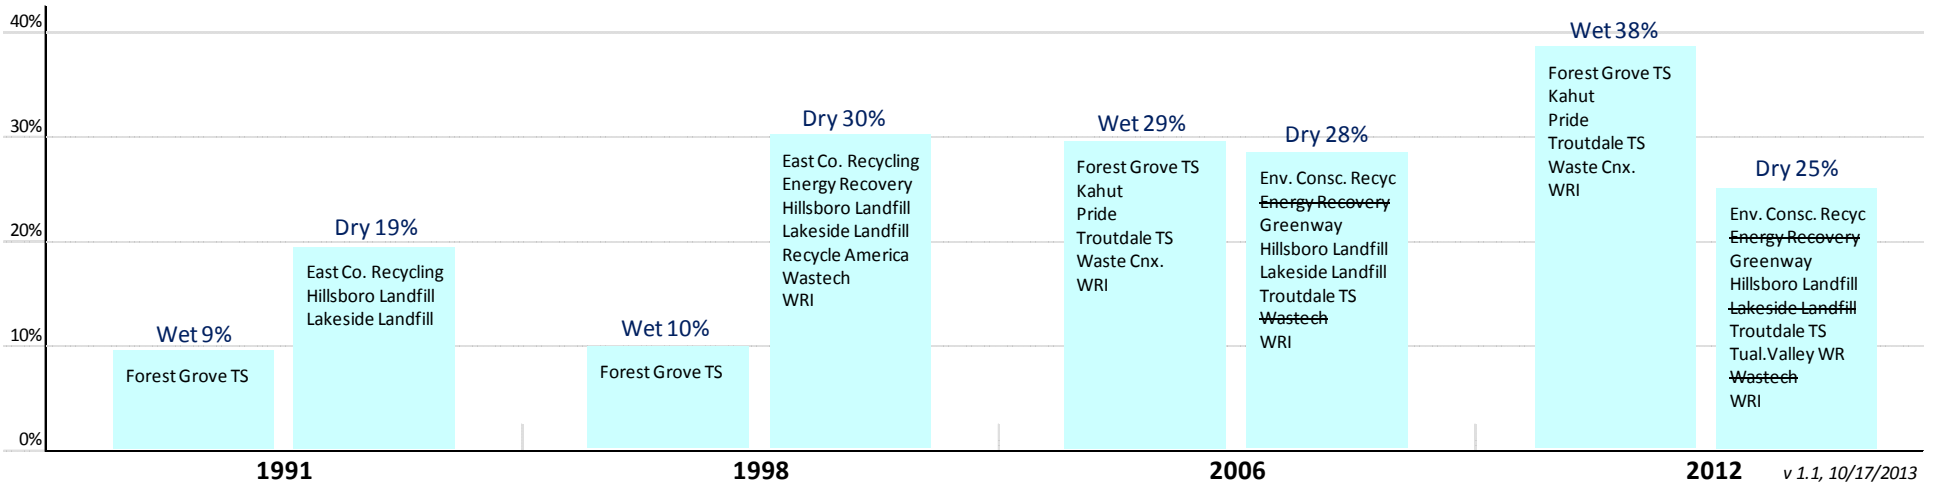 40%
30%
20%
10%
0%
Wet 9%
Forest Grove TS
Dry 19%
East Co. Recycling
Hillsboro Landfill
Lakeside Landfill
Wet 10%
Forest Grove TS
Dry 30%
East Co. Recycling
Energy Recovery
Hillsboro Landfill
Lakeside Landfill
Recycle America
Wastech
WRI
Wet 29%
Forest Grove TS
Kahut
Pride
Troutdale TS
Waste Cnx.
WRI
Dry 28%
Env. Consc. Recyc
Energy Recovery
Greenway
Hillsboro Landfill
Lakeside Landfill
Troutdale TS
Wastech
WRI
Wet 38%
Forest Grove TS
Kahut
Pride
Troutdale TS
Waste Cnx.
WRI
Dry 25%
Env. Consc. Recyc
Energy Recovery
Greenway
Hillsboro Landfill
Lakeside Landfill
Troutdale TS
Tual.Valley WR
Wastech
WRI
1991
1998
2006
2012
v 1.1, 10/17/2013